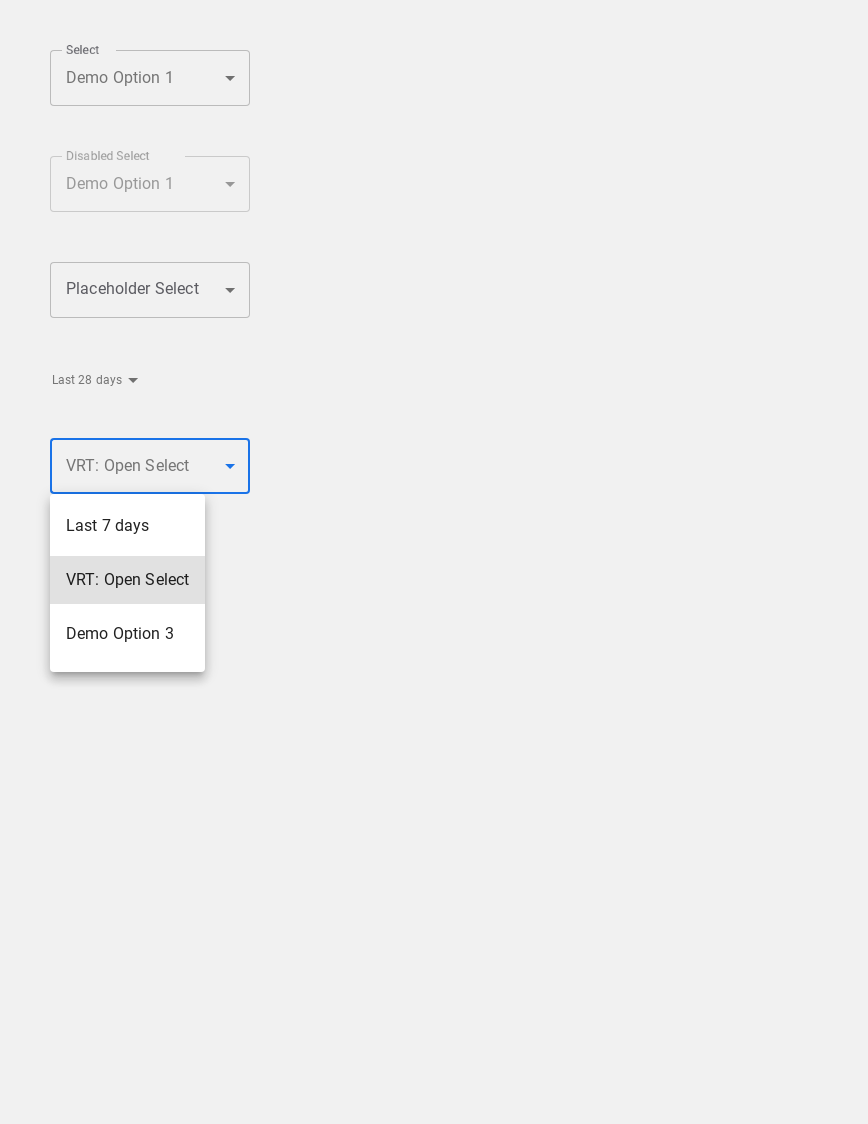 Select
Demo Option 1
Disabled Select
Demo Option 1
Placeholder Select
Last 28 days
VRT: Open Select
Last 7 days
VRT: Open Select
Demo Option 3